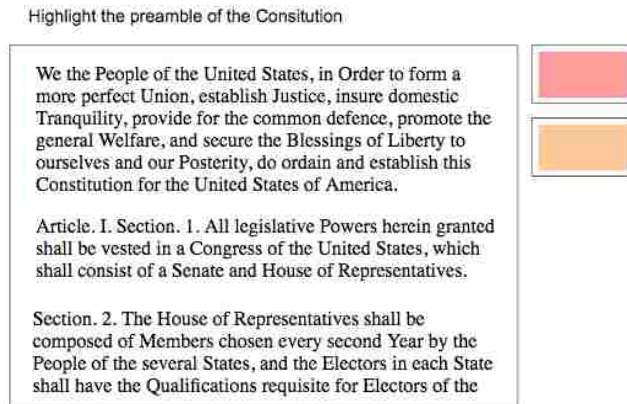 Highlight the preamble of the Consitution
We the People of the United States, in Order to form a
more perfect Union, establish Justice, insure domestic
Tranquility, provide for the common defence, promote the
general Welfare, and secure the Blessings of Liberty to
ourselves and our Posterity, do ordain and establish this
Constitution for the United States of America.
Article. I. Section. 1. All legislative Powers herein granted
shall be vested in a Congress of the United States, which
shall consist of a Senate and House of Representatives.
Section. 2. The House of Representatives shall be
composed of Members chosen every second Year by the
People of the several States, and the Electors in each State
shall have the Qualifications requisite for Electors of the